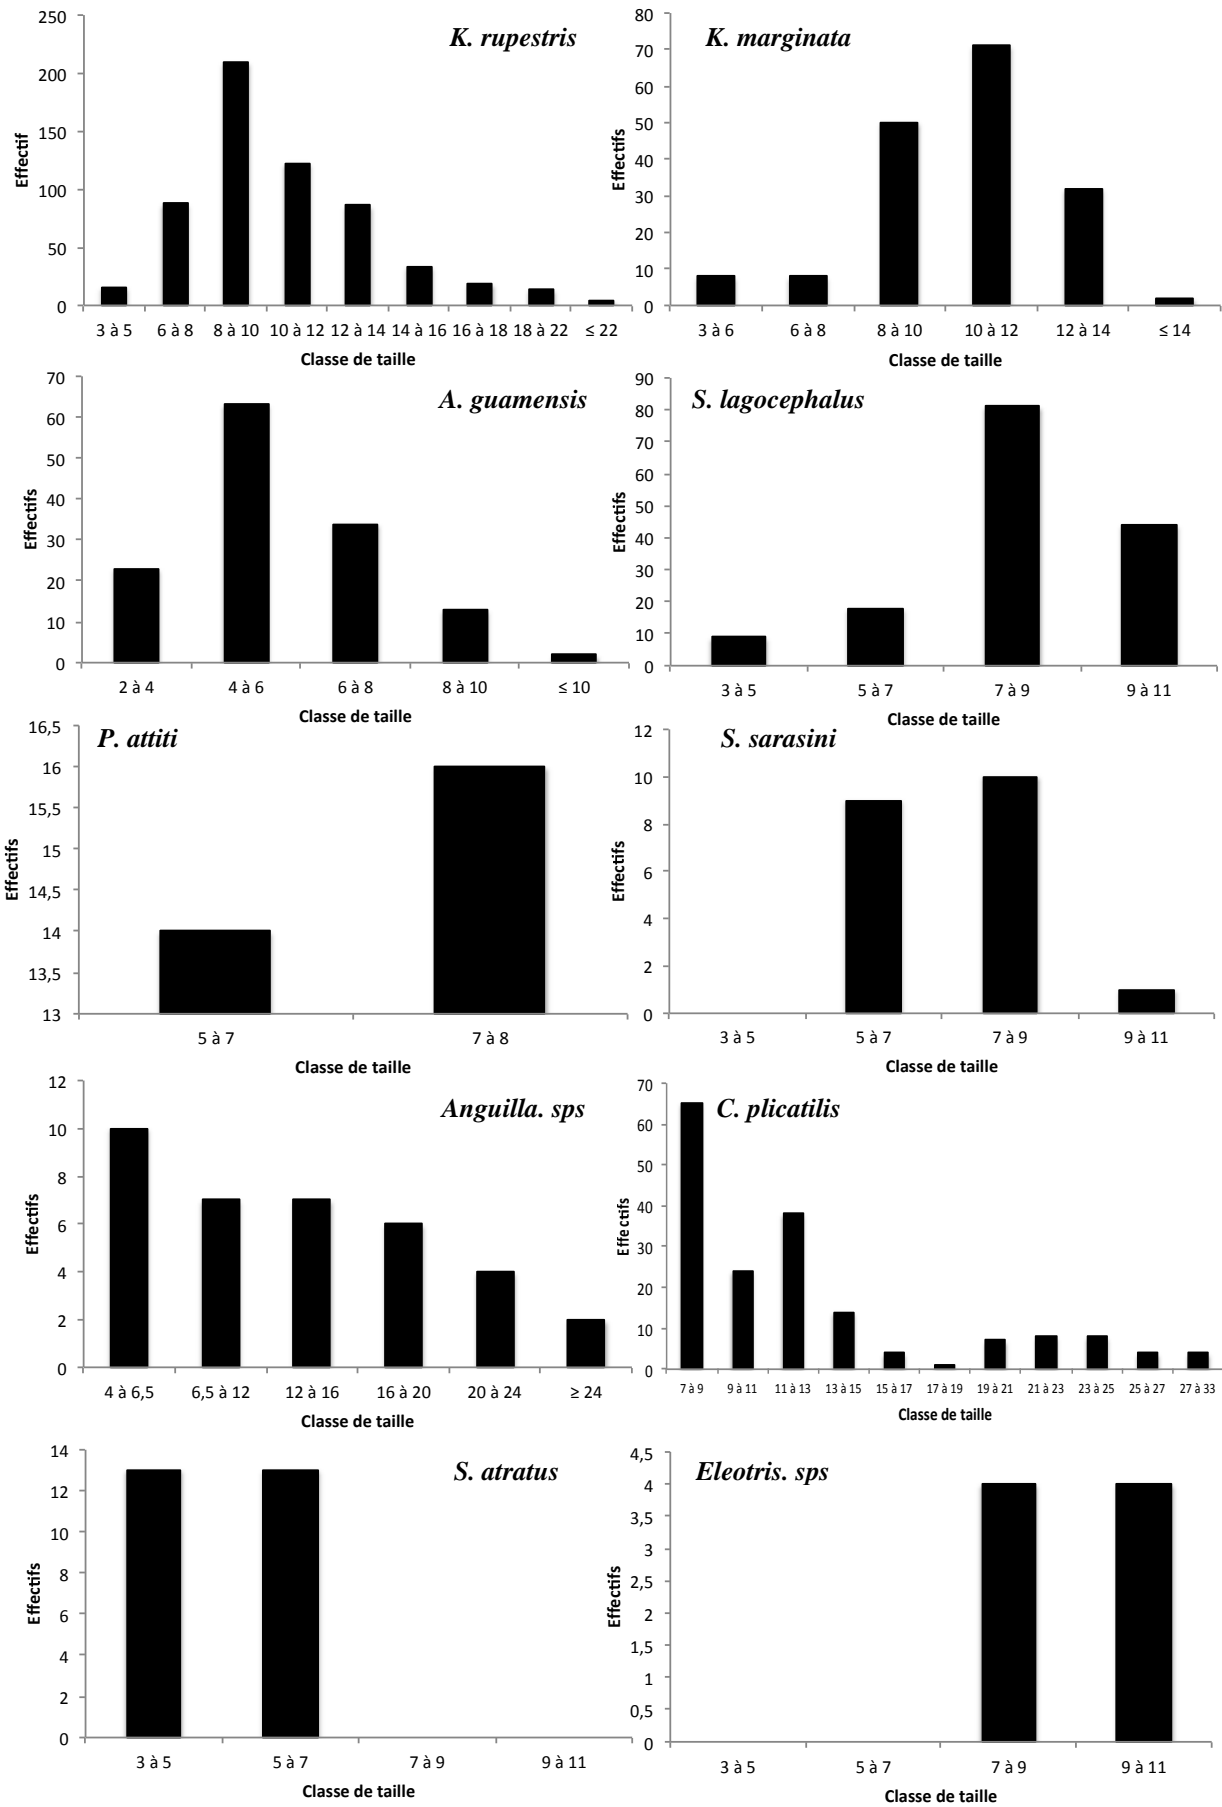 K. rupestris
Effectif
250
200
150
100
50
0
3 à 5 6 à 8 8 à 10 10 à 12 12 à 14 14 à 16 16 à 18 18 à 22 ≤ 22
Classe de taille
K. marginata
Effectifs
80
70
60
50
40
30
20
10
0
3 à 6 6 à 8 8 à 10 10 à 12 12 à 14 ≤ 14
Classe de taille
A. guamensis
Effectifs
70
60
50
40
30
20
10
0
2 à 4 4 à 6 6 à 8 8 à 10 ≤ 10
Classe de taille
S. lagocephalus
Effectifs
90
80
70
60
50
40
30
20
10
0
3 à 5 5 à 7 7 à 9 9 à 11
Classe de taille
P. attiti
Effectifs
16,5
16
15,5
15
14,5
14
13,5
13
5 à 7 7 à 8
Classe de taille
S. sarasini
Effectifs
12
10
8
6
4
2
0
3 à 5 5 à 7 7 à 9 9 à 11
Classe de taille
Anguilla. sps
Effectifs
12
10
8
6
4
2
0
4 à 6,5 6,5 à 12 12 à 16 16 à 20 20 à 24 ≥ 24
Classe de taille
C. plicatilis
Effectifs
70
60
50
40
30
20
10
0
7 à 9 9 à 11 11 à 13 13 à 15 15 à 17 17 à 19 19 à 21 21 à 23 23 à 25 25 à 27 27 à 33
Classe de taille
S. atratus
Effectifs
14
12
10
8
6
4
2
0
3 à 5 5 à 7 7 à 9 9 à 11
Classe de taille
Eleotris. sps
Effectifs
4,5
4
3,5
3
2,5
2
1,5
1
0,5
0
3 à 5 5 à 7 7 à 9 9 à 11
Classe de taille